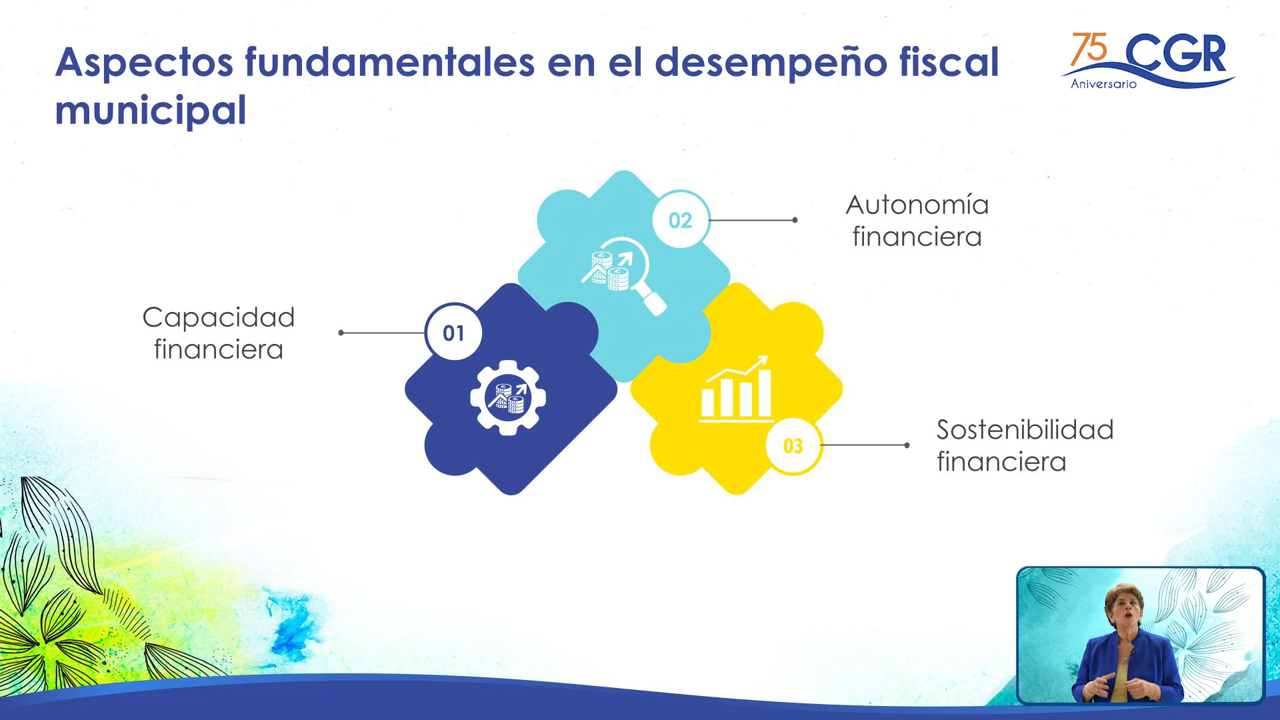 Aspectos fundamentales en el desempeño fiscal
municipal
75 CGR
Aniversario
02
Autonomía
financiera
Capacidad
financiera
01
03
Sostenibilidad
financiera